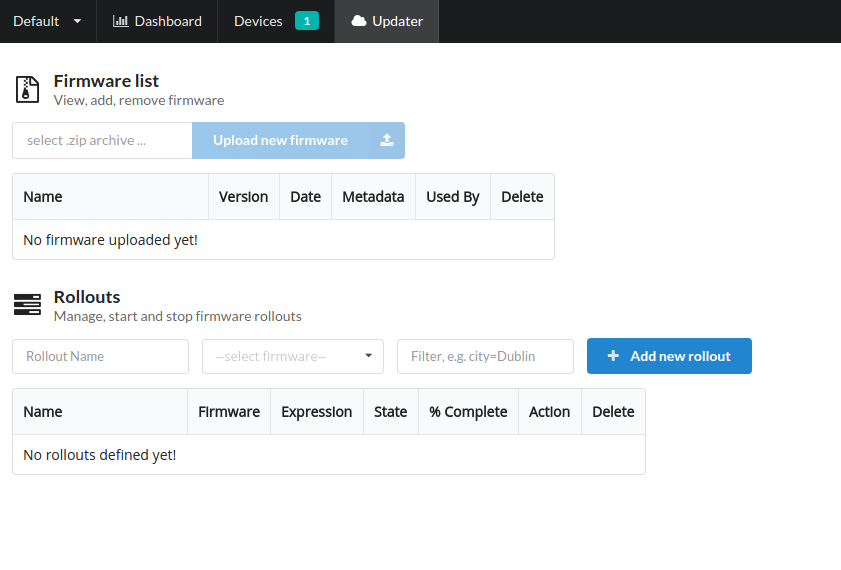 Default Dashboard Devices 1 Updater
Firmware list
View, add, remove firmware
select .zip archive ... Upload new firmware
Name Version Date Metadata Used By Delete
No firmware uploaded yet!
Rollouts
Manage, start and stop firmware rollouts
Rollout Name --select firmware-- Filter, e.g. city=Dublin Add new rollout
Name Firmware Expression State % Complete Action Delete
No rollouts defined yet!